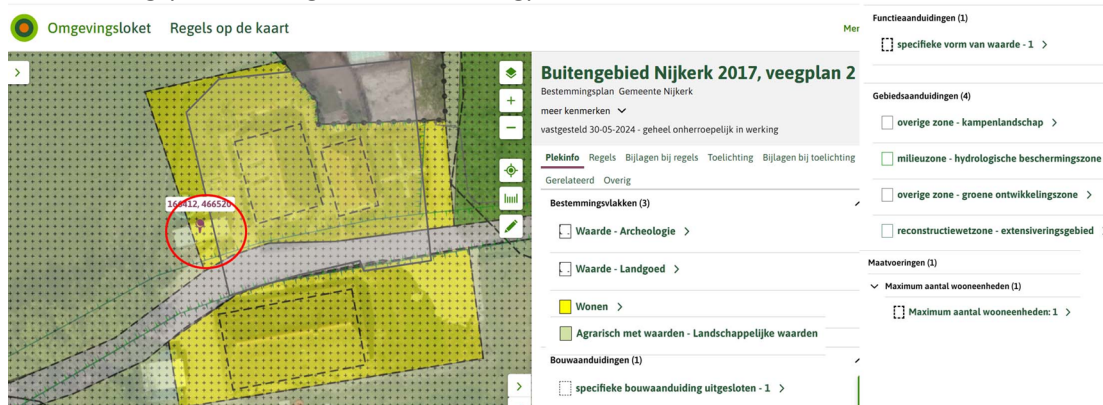 Omgevingsloket Regels op de kaart
166412, 466520
Buitengebied Nijkerk 2017, veegplan 2
Bestemmingsplan Gemeente Nijkerk
meer kenmerken
vastgesteld 30-05-2024 - geheel onherroepelijk in werking
Plekinfo Regels Bijlagen bij regels Toelichting Bijlagen bij toelichting
Gerelateerd Overig
Bestemmingsvlakken (3)
Waarde - Archeologie >
Waarde - Landgoed >
Wonen >
Agrarisch met waarden - Landschappelijke waarden
Bouwaanduidingen (1)
specifieke bouwaanduiding uitgesloten - 1 >
Functieaanduidingen (1)
specifieke vorm van waarde - 1 >
Gebiedsaanduidingen (4)
overige zone - kampenlandschap >
milieuzone - hydrologische beschermingszone
overige zone - groene ontwikkelingszone >
reconstructiewetzone - extensiveringsgebied
Maatvoeringen (1)
Maximum aantal wooneenheden (1)
Maximum aantal wooneenheden: 1 >